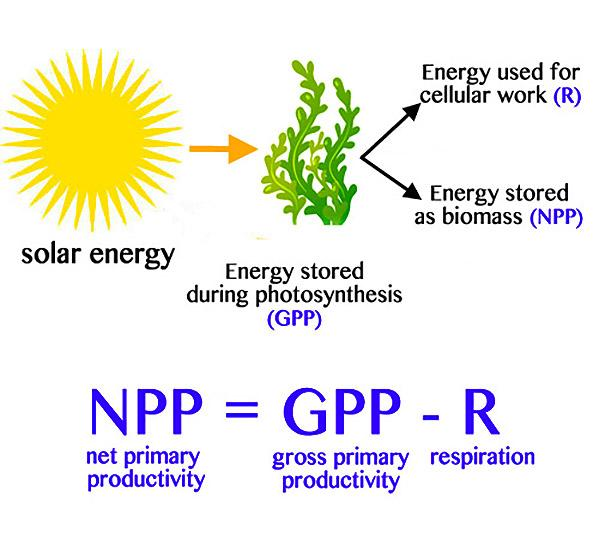 solar energy
Energy stored
during photosynthesis
(GPP)
Energy used for
cellular work (R)
Energy stored
as biomass (NPP)
NPP = GPP - R
net primary
productivity
gross primary
productivity
respiration